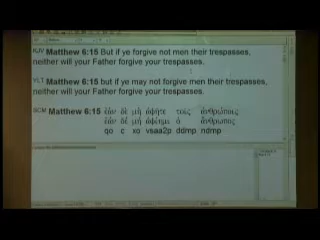 KJV Matthew 6:15 But if ye forgive not men their trespasses,
neither will your Father forgive your trespasses.
YLT Matthew 6:15 but if ye may not forgive men their trespasses,
neither will your Father forgive your trespasses.
Matthew 6:15 ἐὰν δὲ μὴ ἀφῆτε τοῖς ἀνθρώποις
ἐάν δέ μή ἀφίημι ὁ ἄνθρωπος
qo c xo vsaa2p ddmp ndmp